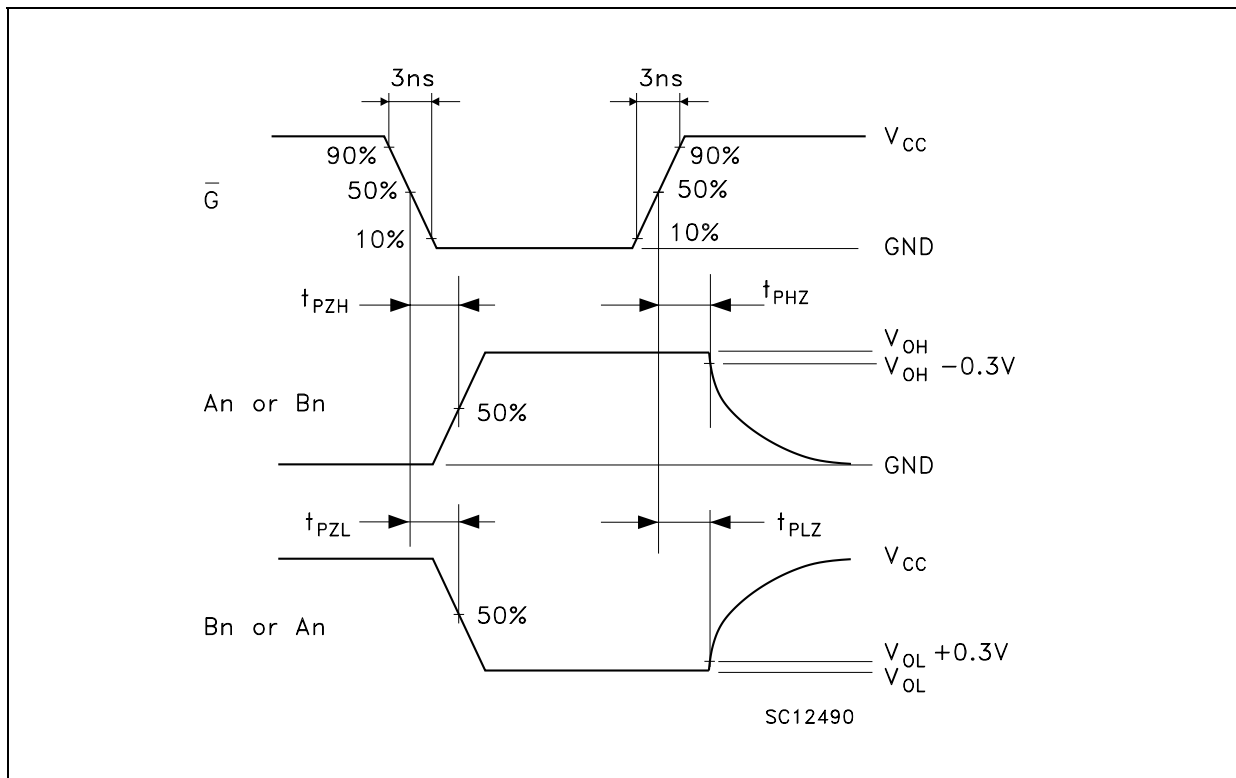 3ns 3ns
V_CC
90% 90%
G̅ 50% 50%
10% 10%
GND
t_PZH t_PHZ
V_OH
V_OH −0.3V
An or Bn 50%
GND
t_PZL t_PLZ
V_CC
50%
Bn or An
V_OL +0.3V
V_OL
SC12490